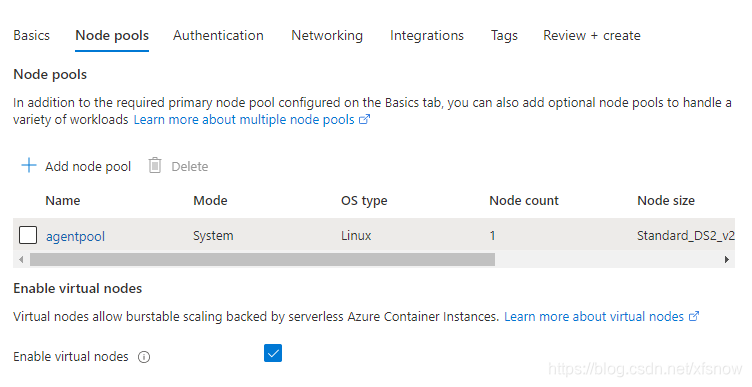 Basics Node pools Authentication Networking Integrations Tags Review + create
Node pools
In addition to the required primary node pool configured on the Basics tab, you can also add optional node pools to handle a
variety of workloads Learn more about multiple node pools
Add node pool Delete
Name Mode OS type Node count Node size
agentpool System Linux 1 Standard_DS2_v2
Enable virtual nodes
Virtual nodes allow burstable scaling backed by serverless Azure Container Instances. Learn more about virtual nodes
Enable virtual nodes
https://blog.csdn.net/xfsnow